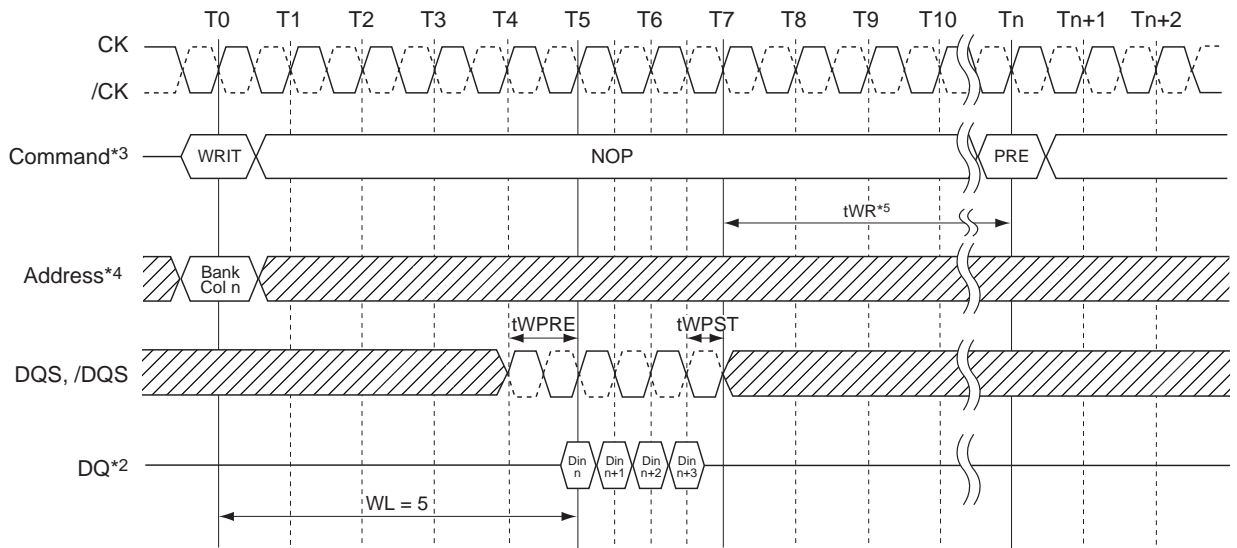 T0 T1 T2 T3 T4 T5 T6 T7 T8 T9 T10 Tn Tn+1 Tn+2
CK
/CK
Command*3 WRIT NOP PRE
tWR*5
Address*4 Bank
Col n
tWPRE tWPST
DQS, /DQS
DQ*2 Din
n Din
n+1 Din
n+2 Din
n+3
WL = 5